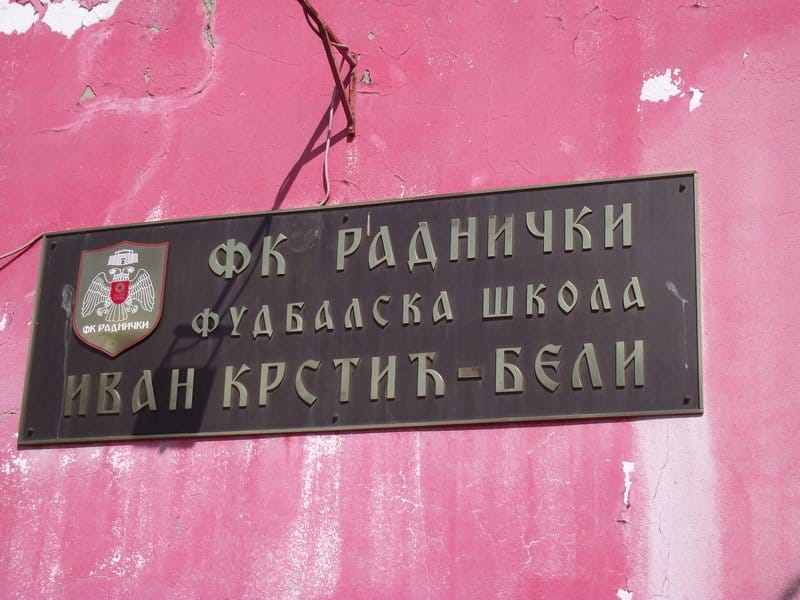 ФК РАДНИЧКИ
ФК РАДНИЧКИ
ФУДБАЛСКА ШКОЛА
ИВАН КРСТИЋ-БЕЛИ